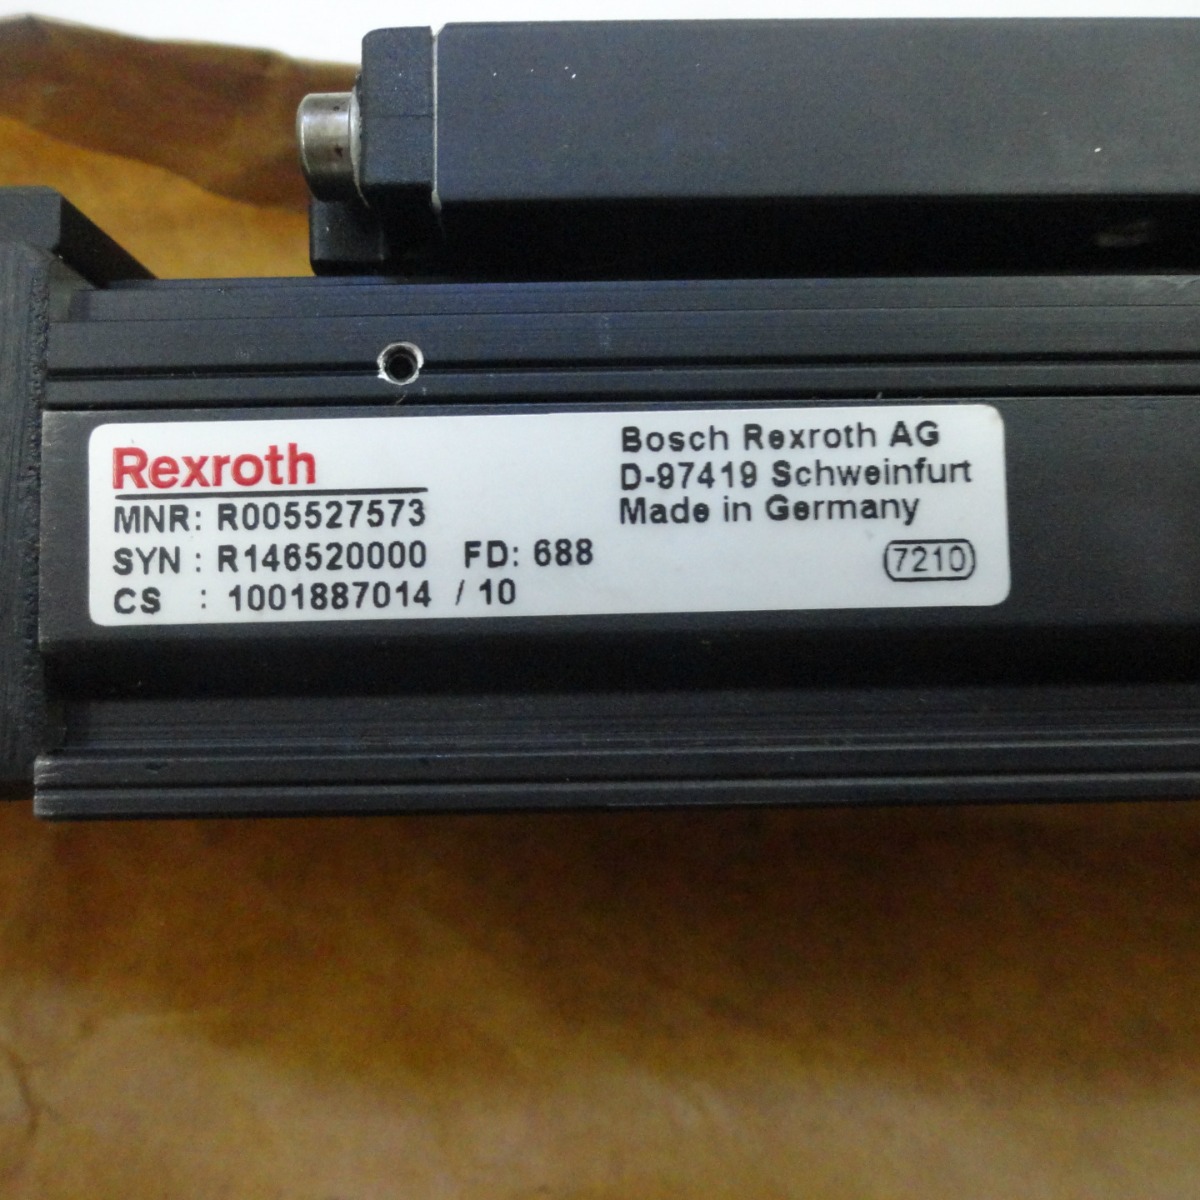 Rexroth
MNR: R005527573
SYN : R146520000 FD: 688
CS : 1001887014 / 10
Bosch Rexroth AG
D-97419 Schweinfurt
Made in Germany
7210